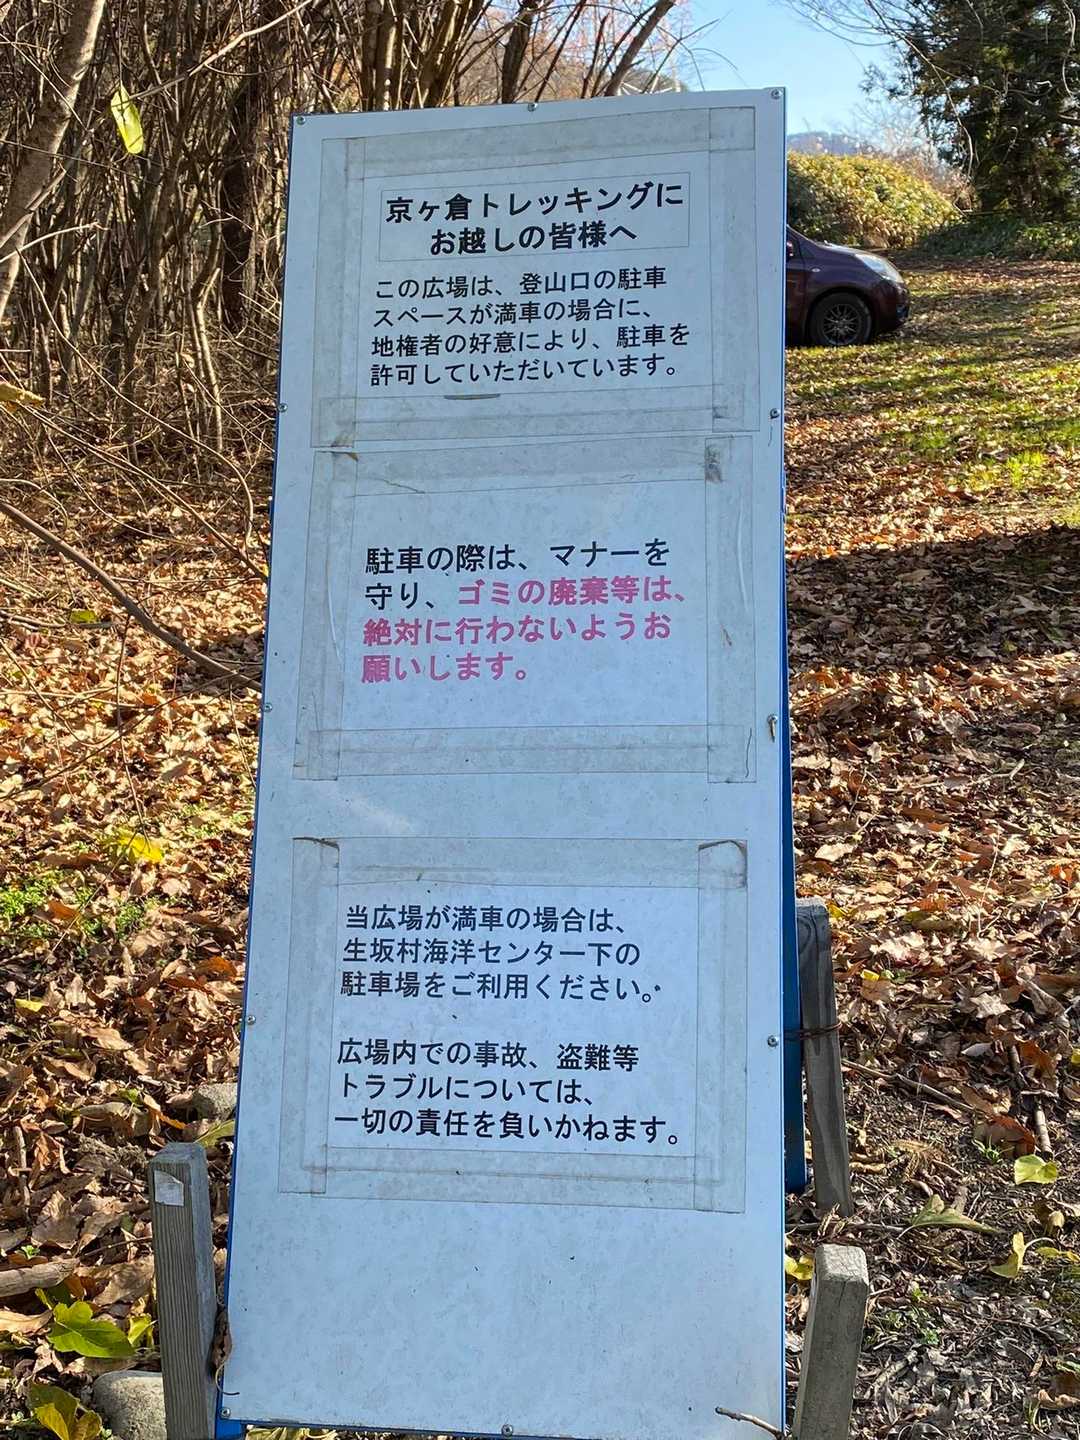 京ヶ倉トレッキングに
お越しの皆様へ
この広場は、登山口の駐車
スペースが満車の場合に、
地権者の好意により、駐車を
許可していただいています。
駐車の際は、マナーを
守り、ゴミの廃棄等は、
絶対に行わないようお
願いします。
当広場が満車の場合は、
生坂村海洋センター下の
駐車場をご利用ください。
広場内での事故、盗難等
トラブルについては、
一切の責任を負いかねます。